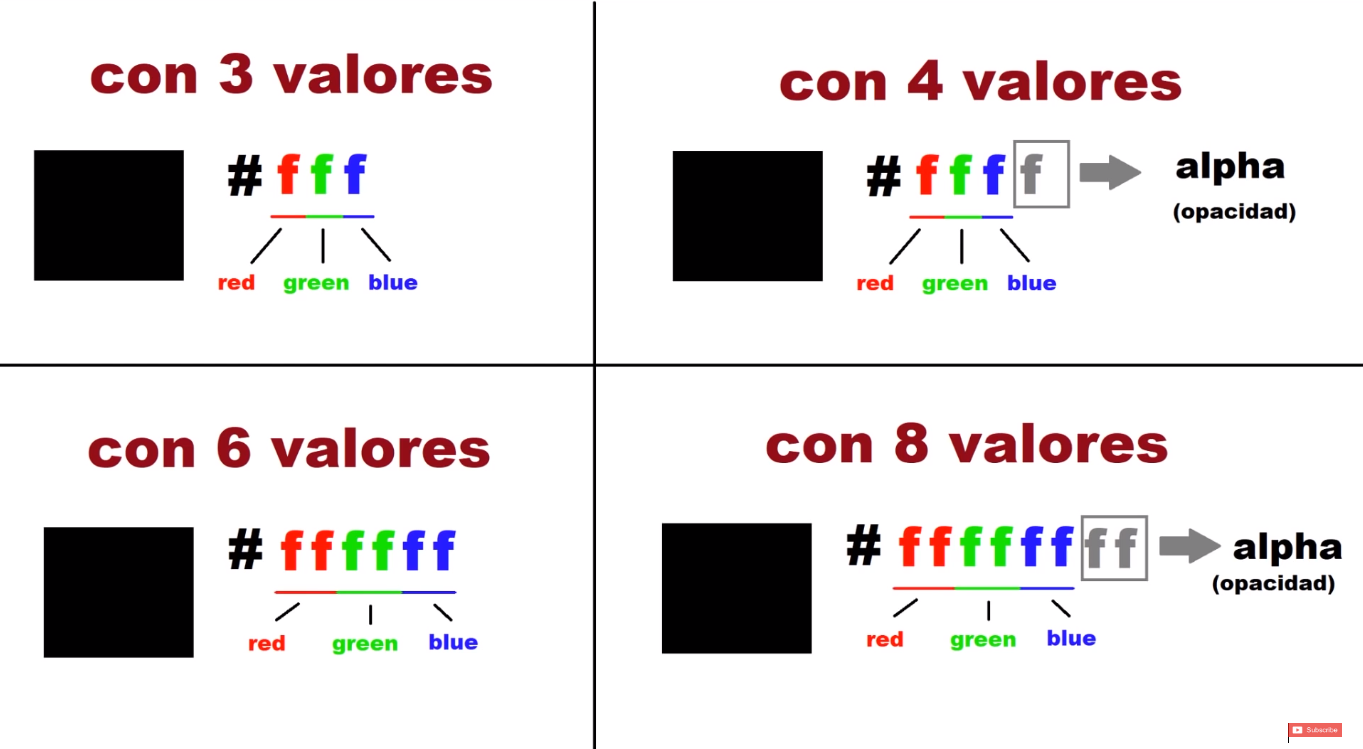 con 3 valores
# f f f
red green blue
con 4 valores
# f f f f
alpha
(opacidad)
red green blue
con 6 valores
# f f f f f f
red green blue
con 8 valores
# f f f f f f f f
alpha
(opacidad)
red green blue
Subscribe